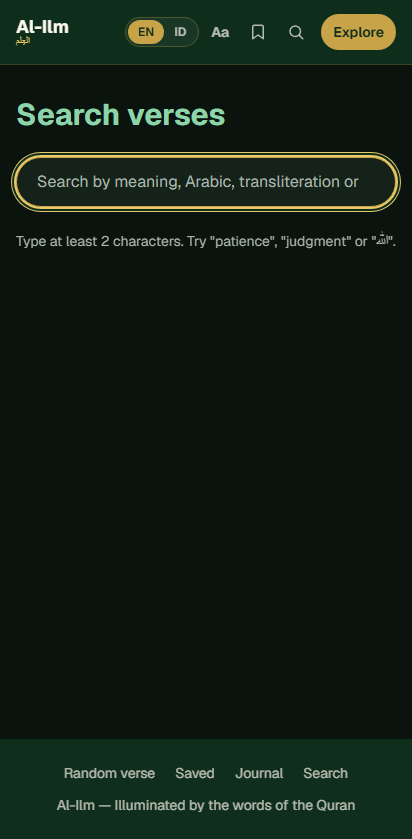 Al-Ilm
EN ID Aa Explore
الْعِلْم
Search verses
Search by meaning, Arabic, transliteration or
Type at least 2 characters. Try "patience", "judgment" or "الله".
Random verse Saved Journal Search
Al-Ilm — Illuminated by the words of the Quran